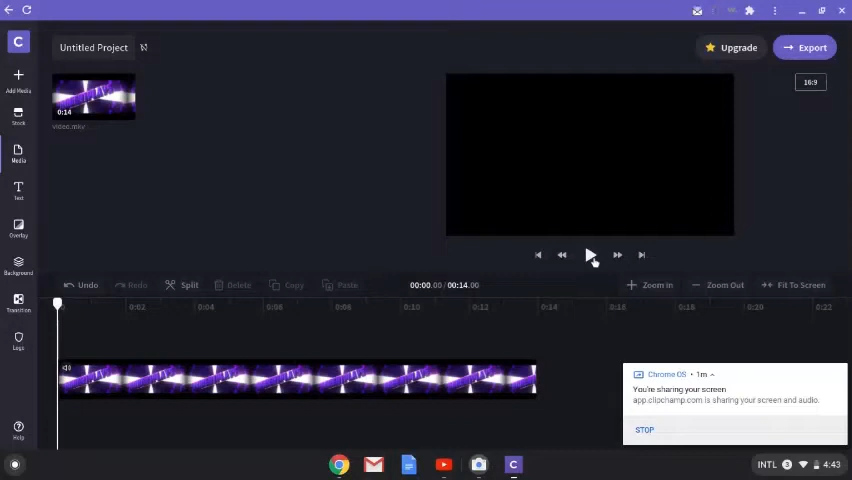 C
Untitled Project
Upgrade
Export
Add Media
0:14
video.mkv
16:9
Stock
Media
Text
Overlay
Background
Transition
Logo
Help
Undo
Redo
Split
Delete
Copy
Paste
00:00.00 / 00:14.00
Zoom In
Zoom Out
Fit To Screen
0:02
0:04
0:06
0:08
0:10
0:12
0:14
0:16
0:18
0:20
0:22
Chrome OS • 1m
You're sharing your screen
app.clipchamp.com is sharing your screen and audio.
STOP
C
INTL
3
4:43